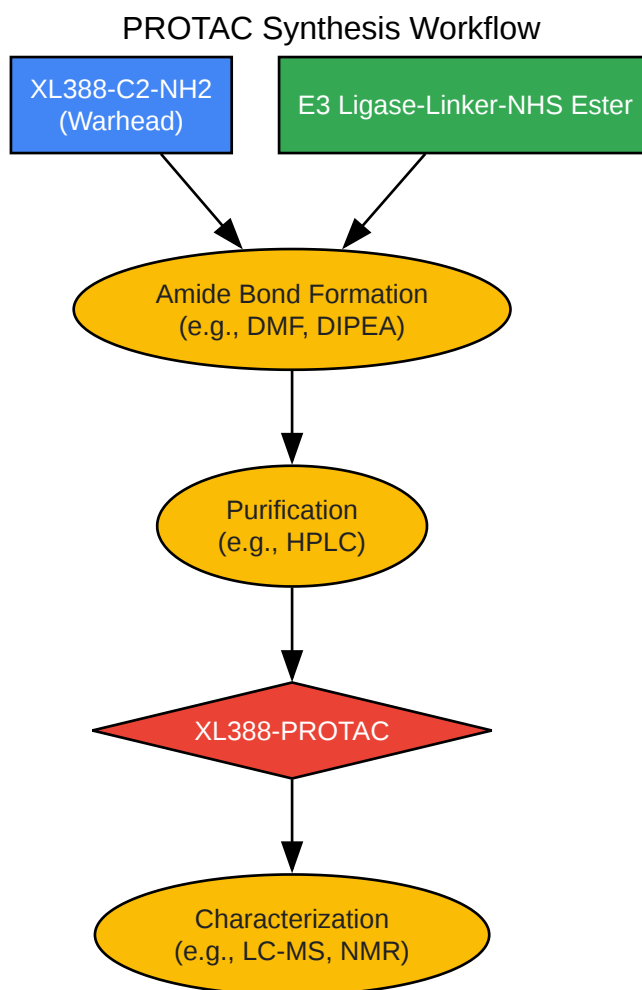 PROTAC Synthesis Workflow
XL388-C2-NH2
(Warhead)
E3 Ligase-Linker-NHS Ester
Amide Bond Formation
(e.g., DMF, DIPEA)
Purification
(e.g., HPLC)
XL388-PROTAC
Characterization
(e.g., LC-MS, NMR)